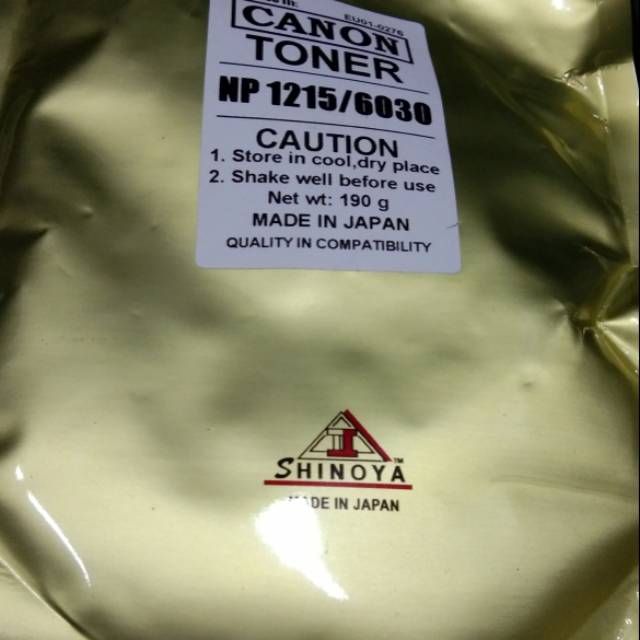 EU01-0276
CANON
TONER
NP 1215/6030
CAUTION
1. Store in cool,dry place
2. Shake well before use
Net wt: 190 g
MADE IN JAPAN
QUALITY IN COMPATIBILITY
SHINOYA™
MADE IN JAPAN